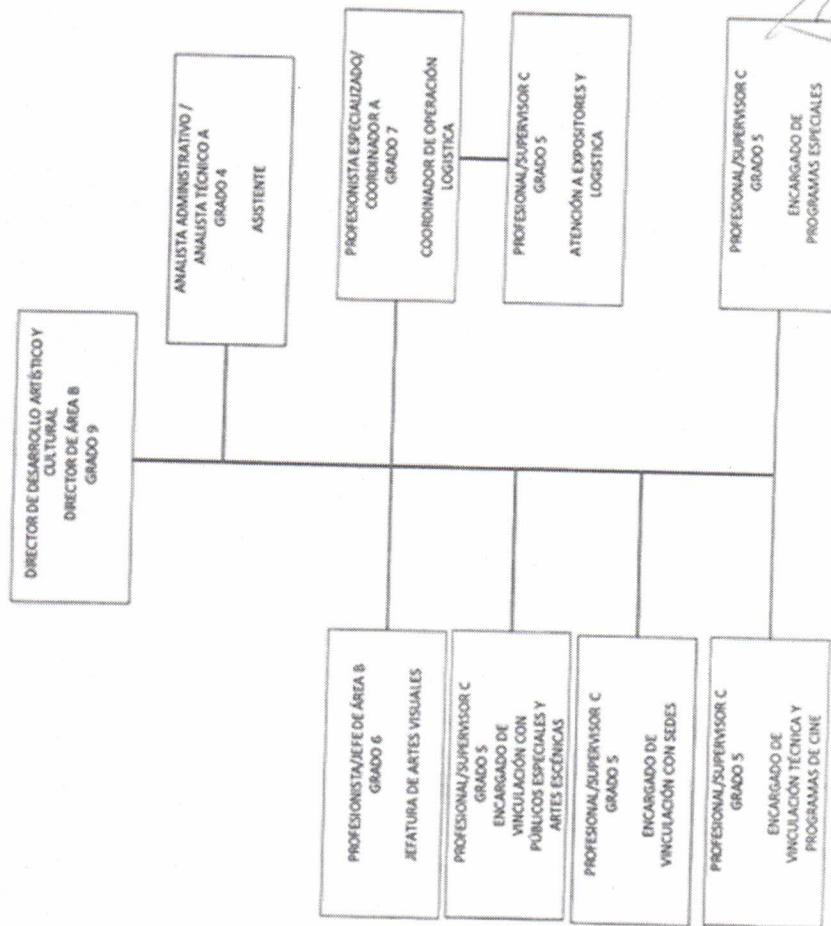 DIRECTOR DE DESARROLLO ARTÍSTICO Y
CULTURAL
DIRECTOR DE ÁREA B
GRADO 9
ANALISTA ADMINISTRATIVO /
ANALISTA TÉCNICO A
GRADO 4
ASISTENTE
PROFESIONISTA/JEFE DE ÁREA B
GRADO 6
JEFATURA DE ARTES VISUALES
PROFESIONISTA ESPECIALIZADO/
COORDINADOR A
GRADO 7
COORDINADOR DE OPERACIÓN
LOGISTICA
PROFESIONAL/SUPERVISOR C
GRADO 5
ENCARGADO DE
VINCULACIÓN CON
PÚBLICOS ESPECIALES Y
ARTES ESCÉNICAS
PROFESIONAL/SUPERVISOR C
GRADO 5
ATENCIÓN A EXPOSITORES Y
LOGISTICA
PROFESIONAL/SUPERVISOR C
GRADO 5
ENCARGADO DE
VINCULACIÓN CON SEDES
PROFESIONAL/SUPERVISOR C
GRADO 5
ENCARGADO DE
VINCULACIÓN TÉCNICA Y
PROGRAMAS DE CINE
PROFESIONAL/SUPERVISOR C
GRADO 5
ENCARGADO DE
PROGRAMAS ESPECIALES